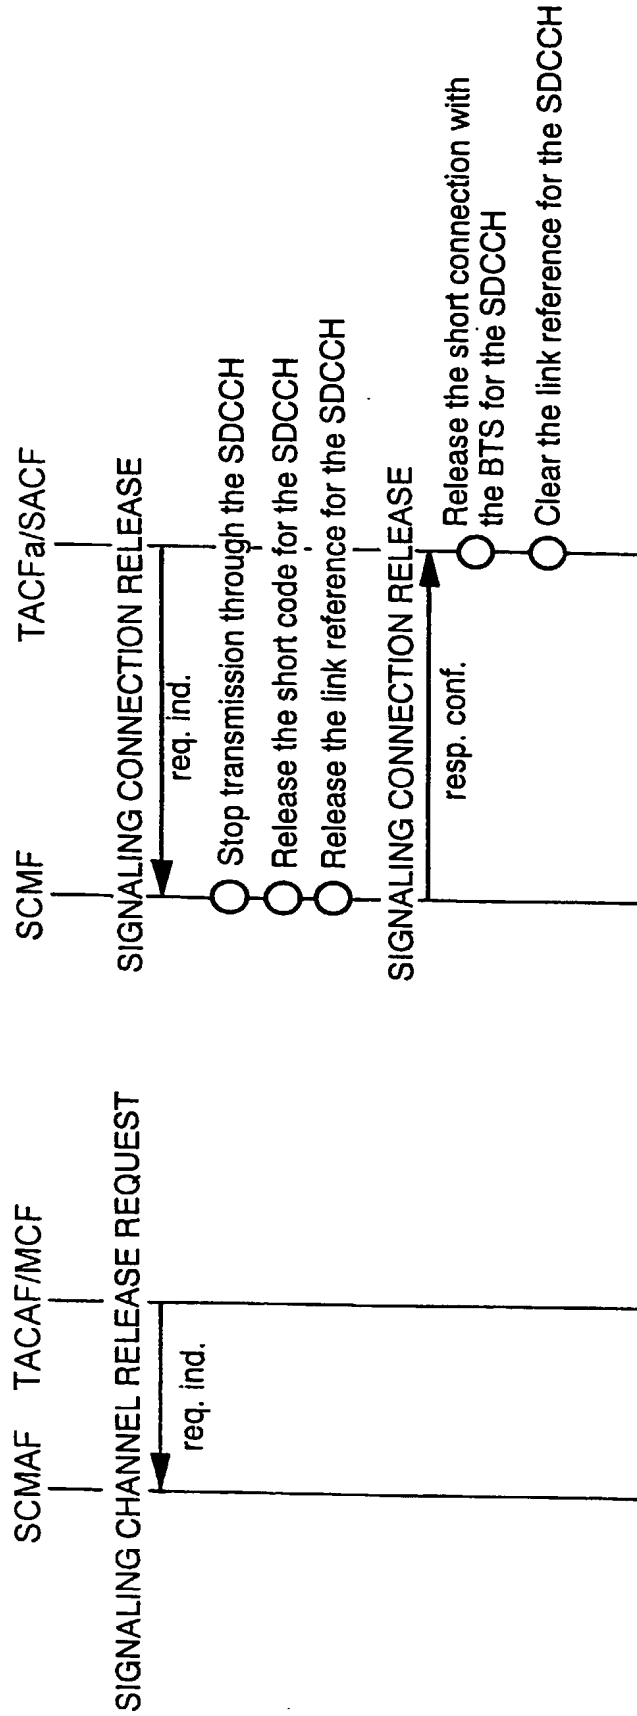 SCMAF
TACAF/MCF
SCMF
TACFa/SACF
SIGNALING CHANNEL RELEASE REQUEST
req. ind.
SIGNALING CONNECTION RELEASE
req. ind.
Stop transmission through the SDCCH
Release the short code for the SDCCH
Release the link reference for the SDCCH
SIGNALING CONNECTION RELEASE
resp. conf.
Release the short connection with
the BTS for the SDCCH
Clear the link reference for the SDCCH